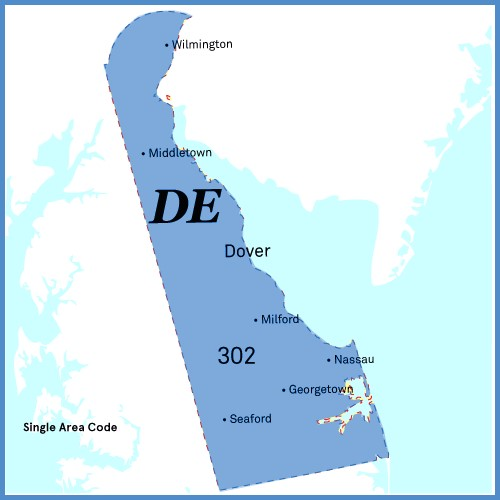 Wilmington
Middletown
DE
Dover
Milford
302
Nassau
Georgetown
Seaford
Single Area Code